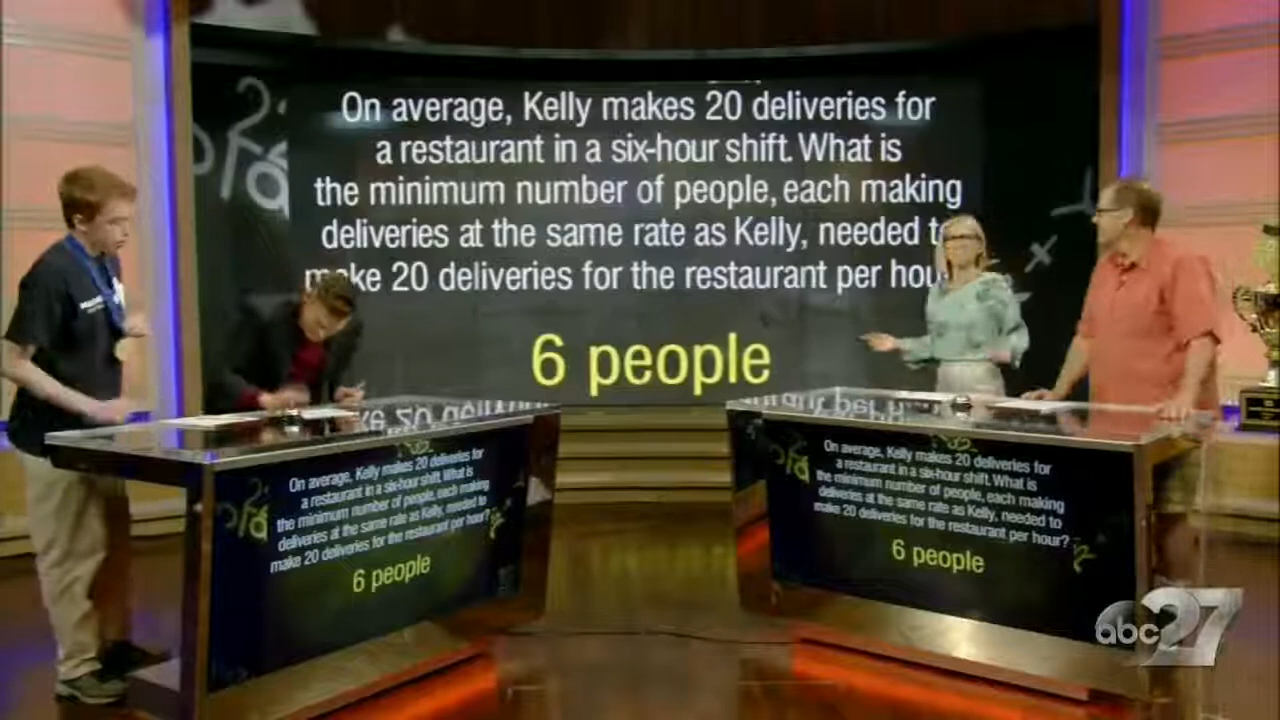 On average, Kelly makes 20 deliveries for
a restaurant in a six-hour shift. What is
the minimum number of people, each making
deliveries at the same rate as Kelly, needed t
make 20 deliveries for the restaurant per hou
6 people
On average, Kelly makes 20 deliveries for
a restaurant in a six-hour shift. What is
the minimum number of people, each making
deliveries at the same rate as Kelly, needed to
make 20 deliveries for the restaurant per hour?
6 people
On average, Kelly makes 20 deliveries for
a restaurant in a six-hour shift. What is
the minimum number of people, each making
deliveries at the same rate as Kelly, needed to
make 20 deliveries for the restaurant per hour?
6 people
abc27